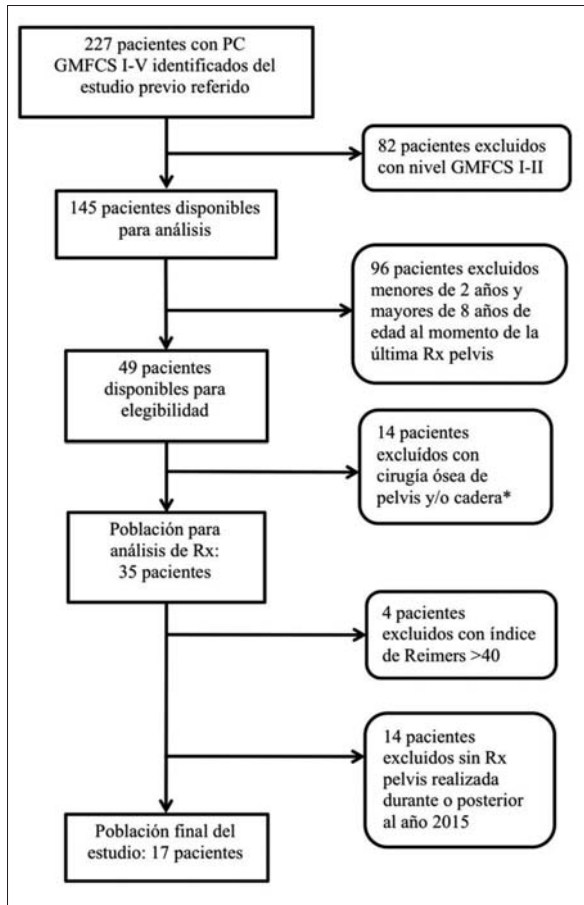 227 pacientes con PC
GMFCS I-V identificados del
estudio previo referido
82 pacientes excluidos
con nivel GMFCS I-II
145 pacientes disponibles
para análisis
96 pacientes excluidos
menores de 2 años y
mayores de 8 años de
edad al momento de la
última Rx pelvis
49 pacientes
disponibles para
elegibilidad
14 pacientes
excluídos con
cirugía ósea de
pelvis y/o cadera*
Población para
análisis de Rx:
35 pacientes
4 pacientes
excluidos con índice
de Reimers >40
14 pacientes
excluidos sin Rx
pelvis realizada
durante o posterior
al año 2015
Población final del
estudio: 17 pacientes